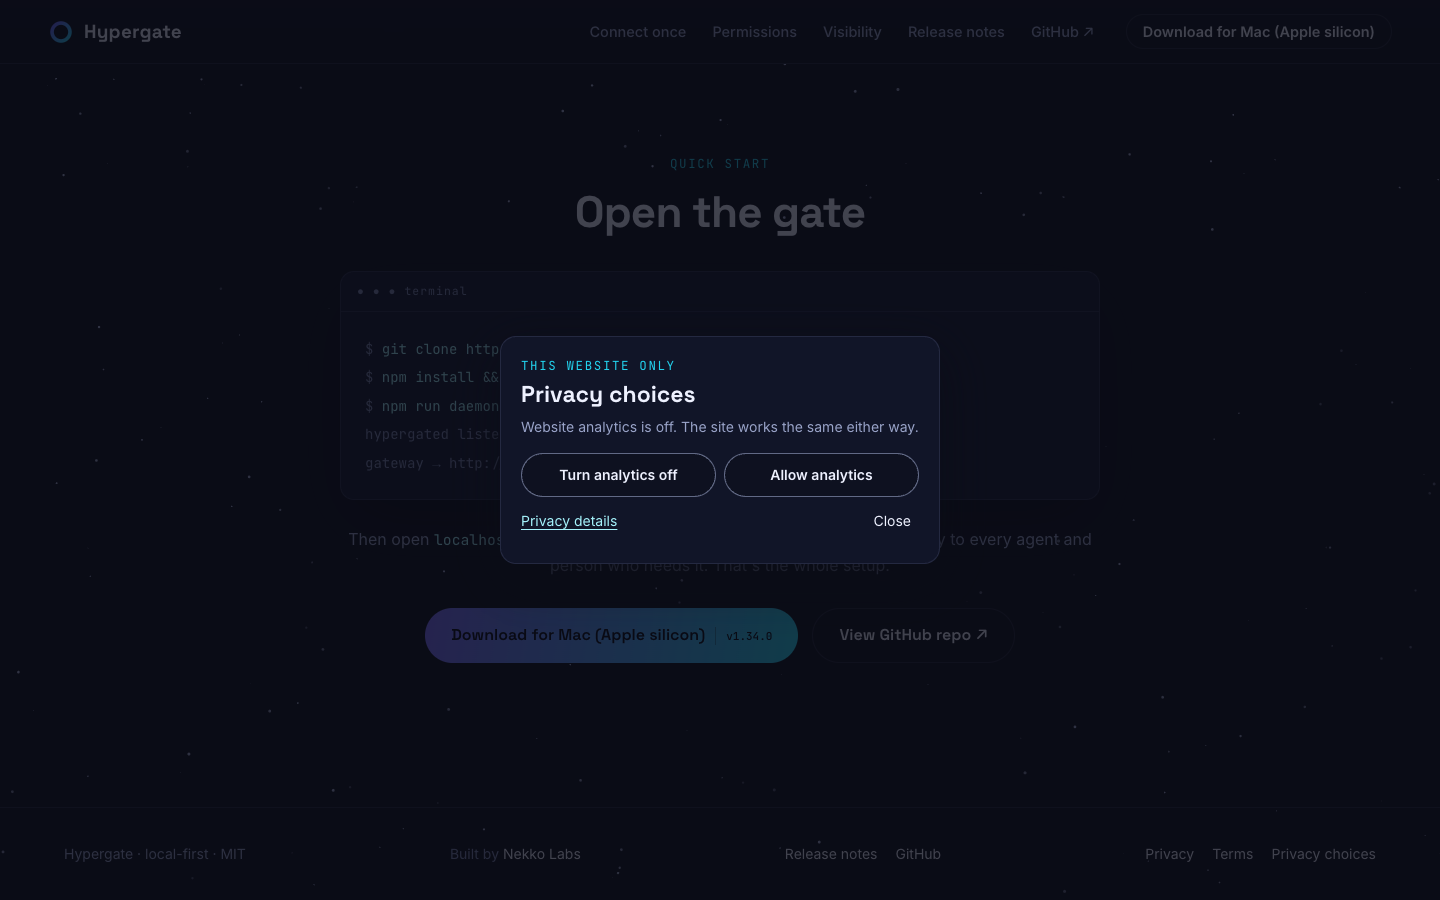 Hypergate
Connect once
Permissions
Visibility
Release notes
GitHub ↗
Download for Mac (Apple silicon)
QUICK START
Open the gate
terminal
$ git clone http
$ npm install &&
$ npm run daemon
hypergated liste
gateway → http:/
THIS WEBSITE ONLY
Privacy choices
Website analytics is off. The site works the same either way.
Turn analytics off
Allow analytics
Privacy details
Close
Then open localhos
y to every agent and
person who needs it. That's the whole setup.
Download for Mac (Apple silicon) | v1.34.0
View GitHub repo ↗
Hypergate · local-first · MIT
Built by Nekko Labs
Release notes
GitHub
Privacy
Terms
Privacy choices